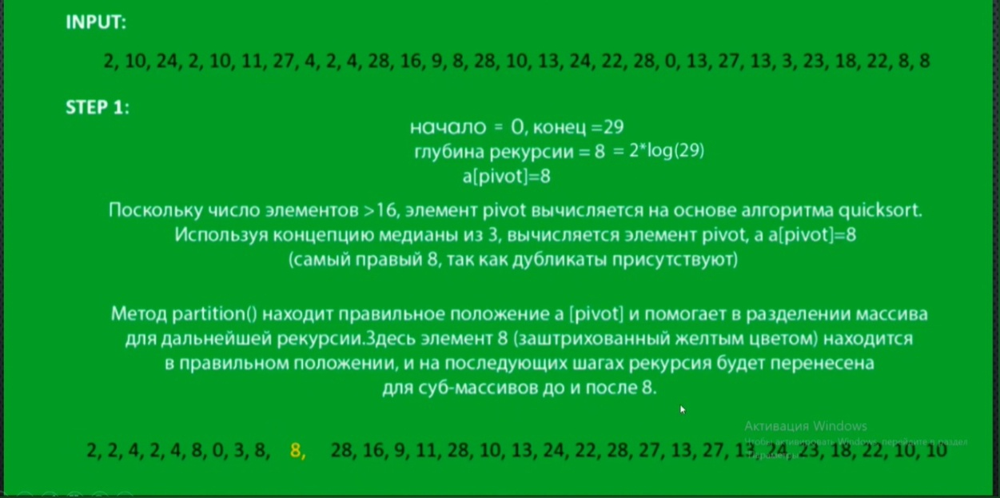 INPUT:
2, 10, 24, 2, 10, 11, 27, 4, 2, 4, 28, 16, 9, 8, 28, 10, 13, 24, 22, 28, 0, 13, 27, 13, 3, 23, 18, 22, 8, 8
STEP 1:
начало = 0, конец =29
глубина рекурсии = 8 = 2*log(29)
a[pivot]=8
Поскольку число элементов >16, элемент pivot вычисляется на основе алгоритма quicksort.
Используя концепцию медианы из 3, вычисляется элемент pivot, а a[pivot]=8
(самый правый 8, так как дубликаты присутствуют)
Метод partition() находит правильное положение a [pivot] и помогает в разделении массива
для дальнейшей рекурсии.Здесь элемент 8 (заштрихованный желтым цветом) находится
в правильном положении, и на последующих шагах рекурсия будет перенесена
для суб-массивов до и после 8.
Активация Windows
Чтобы активировать Windows, перейдите в раздел
2, 2, 4, 2, 4, 8, 0, 3, 8, 8, 28, 16, 9, 11, 28, 10, 13, 24, 22, 28, 27, 13, 27, 13, 24, 23, 18, 22, 10, 10
"Параметры".